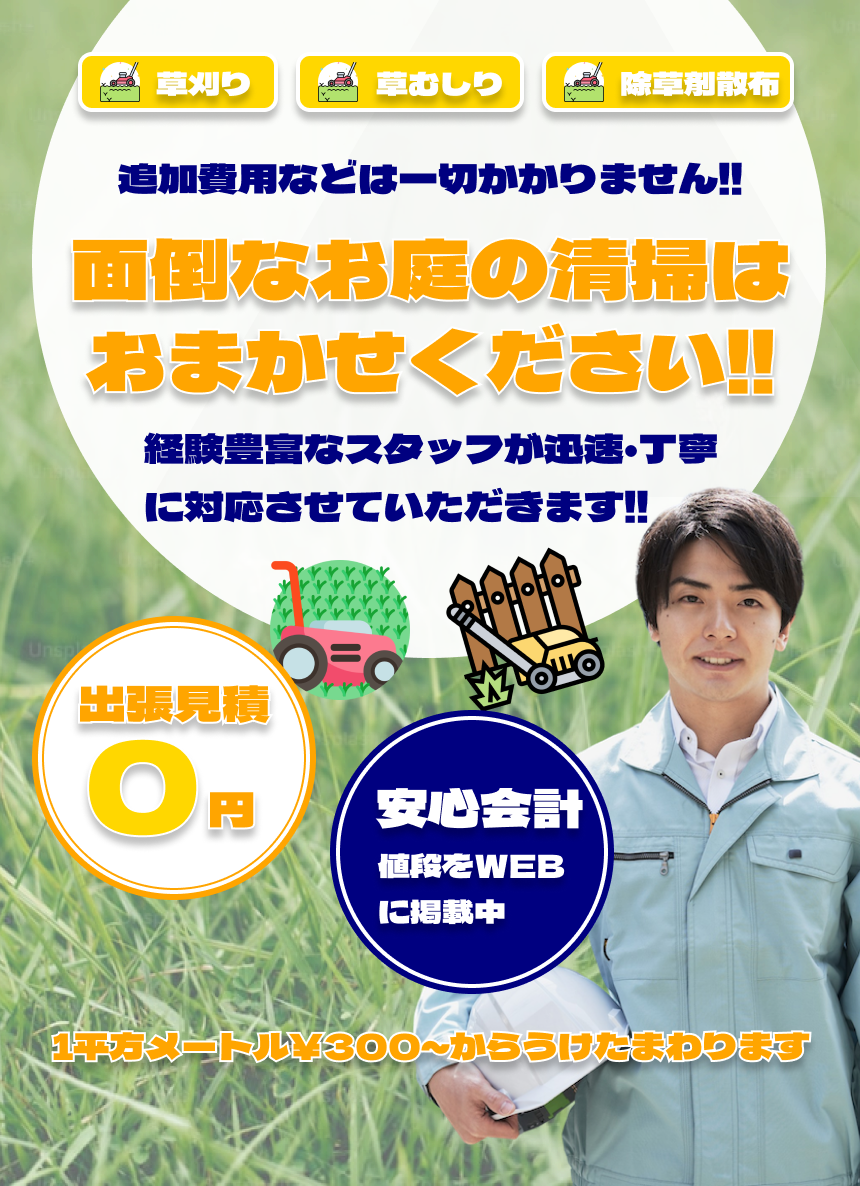 草刈り
草むしり
除草剤散布
追加費用などは一切かかりません!!
面倒なお庭の清掃は
おまかせください!!
経験豊富なスタッフが迅速・丁寧
に対応させていただきます!!
出張見積
0円
安心会計
値段をWEB
に掲載中
1平方メートル¥300~からうけたまわります